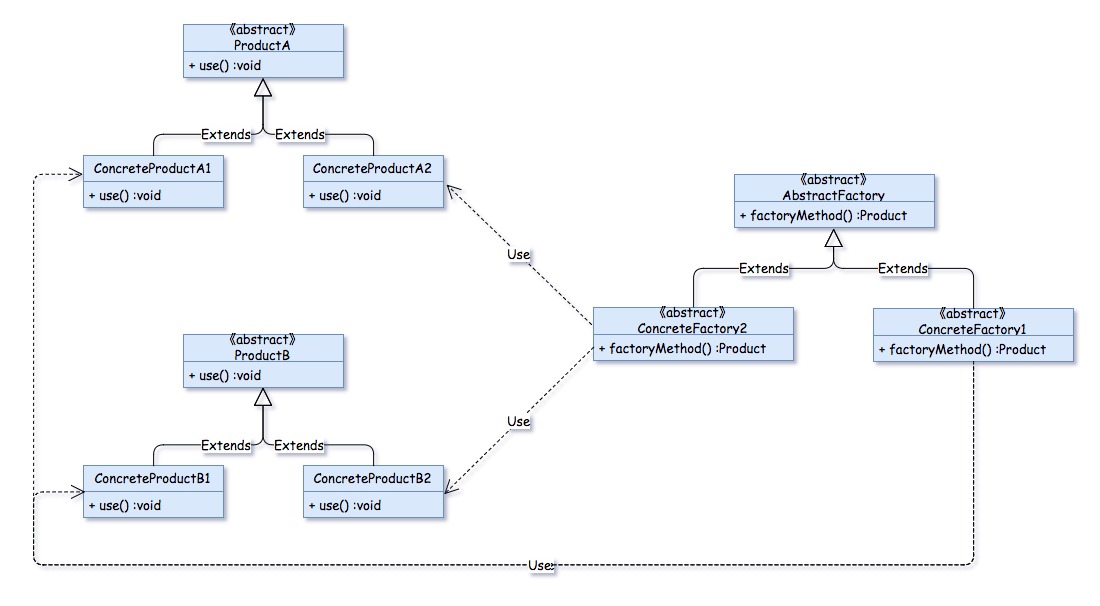 《abstract》
ProductA
+ use() :void
Extends
Extends
ConcreteProductA1
+ use() :void
ConcreteProductA2
+ use() :void
《abstract》
AbstractFactory
+ factoryMethod() :Product
Use
Extends
Extends
《abstract》
ConcreteFactory2
+ factoryMethod() :Product
《abstract》
ConcreteFactory1
+ factoryMethod() :Product
《abstract》
ProductB
+ use() :void
Use
Extends
Extends
ConcreteProductB1
+ use() :void
ConcreteProductB2
+ use() :void
Use